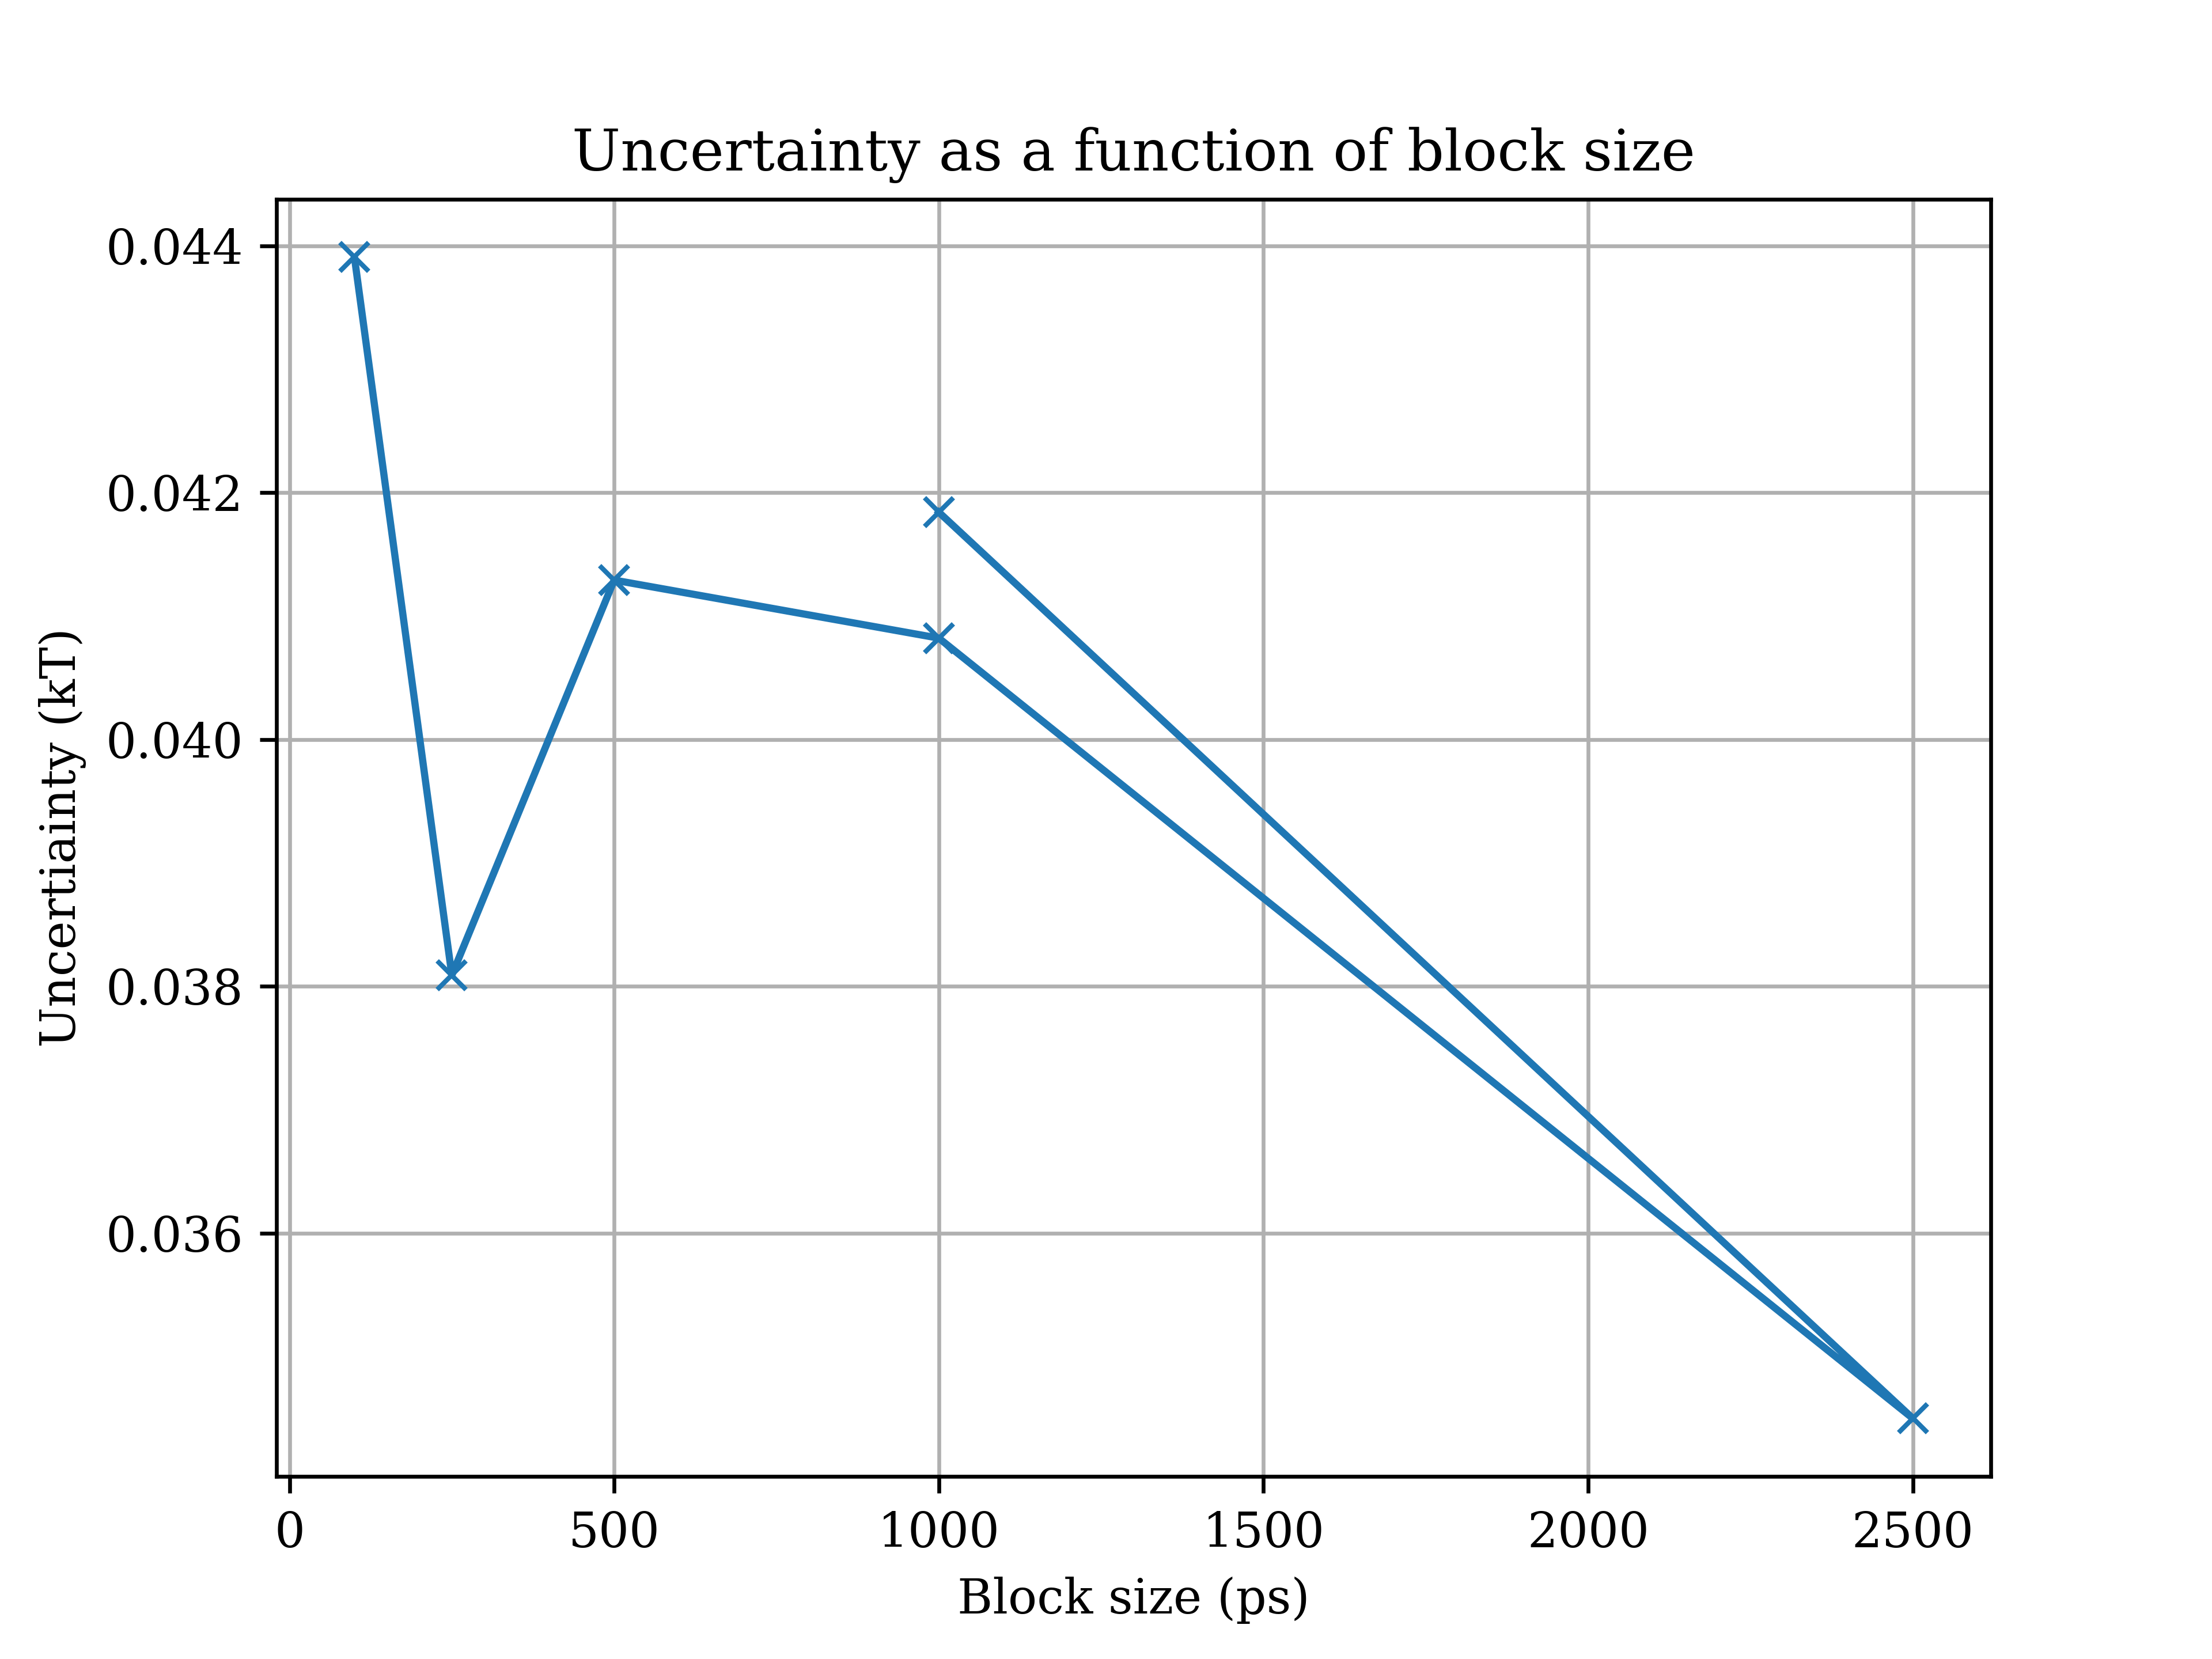 Uncertainty as a function of block size
0.044
0.042
0.040
0.038
0.036
Uncertiainty (kT)
0 500 1000 1500 2000 2500
Block size (ps)